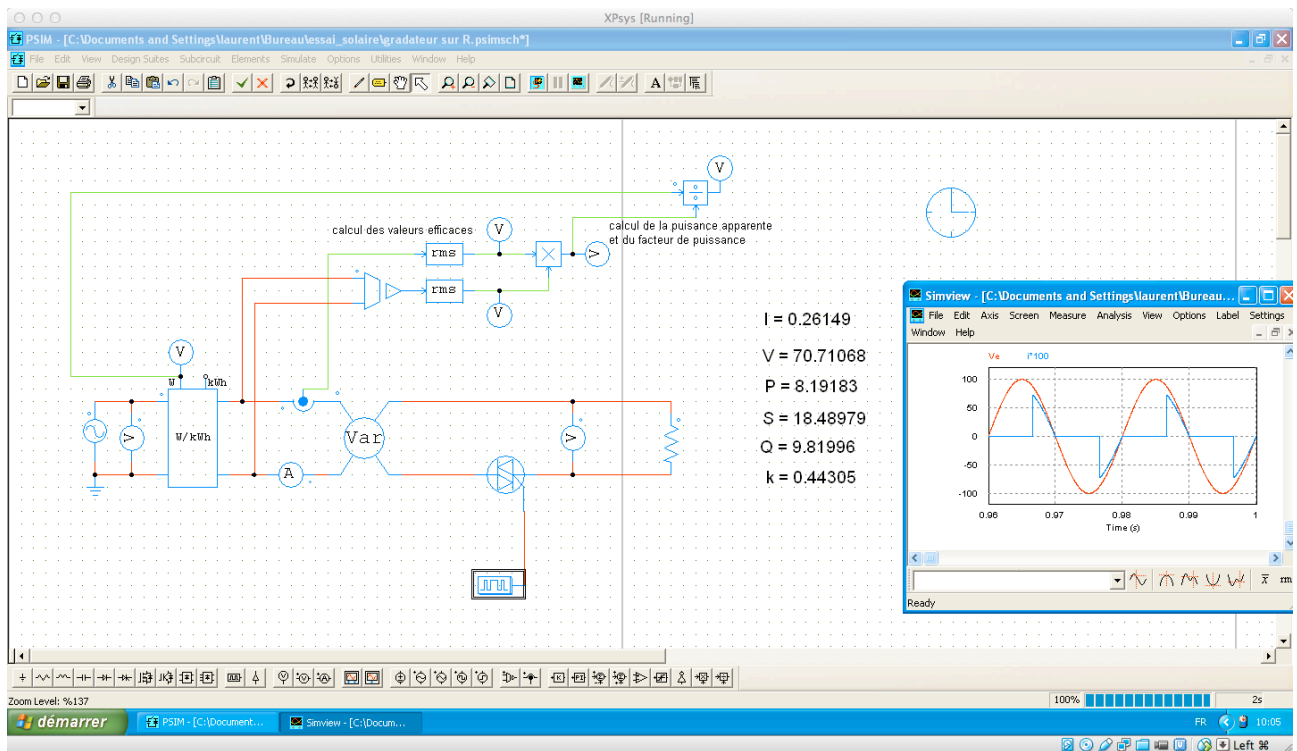 XPsys [Running]
PSIM - [C:\Documents and Settings\laurent\Bureau\essai_solaire\gradateur sur R.psimsch*]
File Edit View Design Suites Subcircuit Elements Simulate Options Utilities Window Help
V
calcul des valeurs efficaces
V
calcul de la puisance apparente
et du facteur de puissance
rms
V
rms
V
I = 0.26149
V = 70.71068
P = 8.19183
S = 18.48979
Q = 9.81996
k = 0.44305
V
W kWh
V
W/kWh
Var
V
A
Simview - [C:\Documents and Settings\laurent\Bureau...
File Edit Axis Screen Measure Analysis View Options Label Settings
Window Help
Ve i*100
100
50
0
-50
-100
0.96 0.97 0.98 0.99 1
Time (s)
Ready
Zoom Level: %137
100%
2s
démarrer
PSIM - [C:\Document...
Simview - [C:\Docum...
FR
10:05
Left ⌘